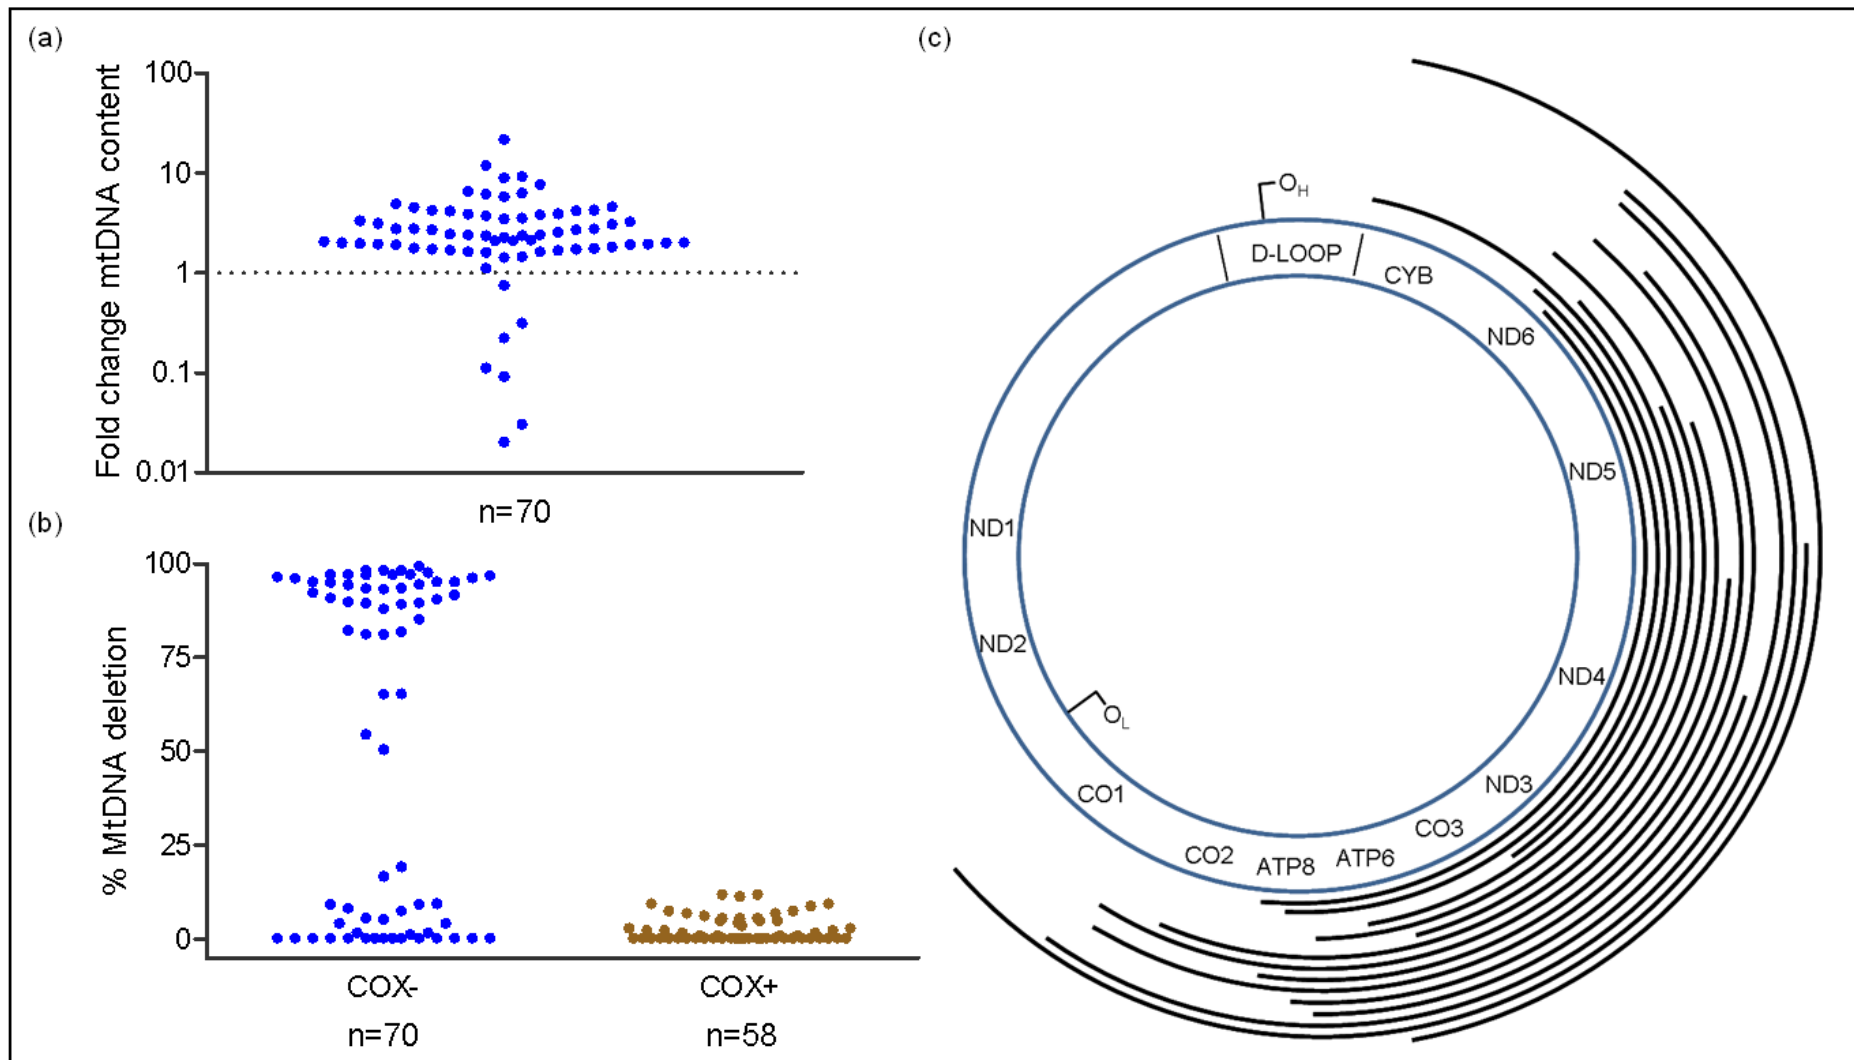 (a)
Fold change mtDNA content
100
10
1
0.1
0.01
n=70
(b)
% MtDNA deletion
100
75
50
25
0
COX- COX+
n=70 n=58
(c)
OH
D-LOOP
CYB
ND6
ND5
ND4
ND3
CO3
ATP6
ATP8
CO2
CO1
OL
ND2
ND1